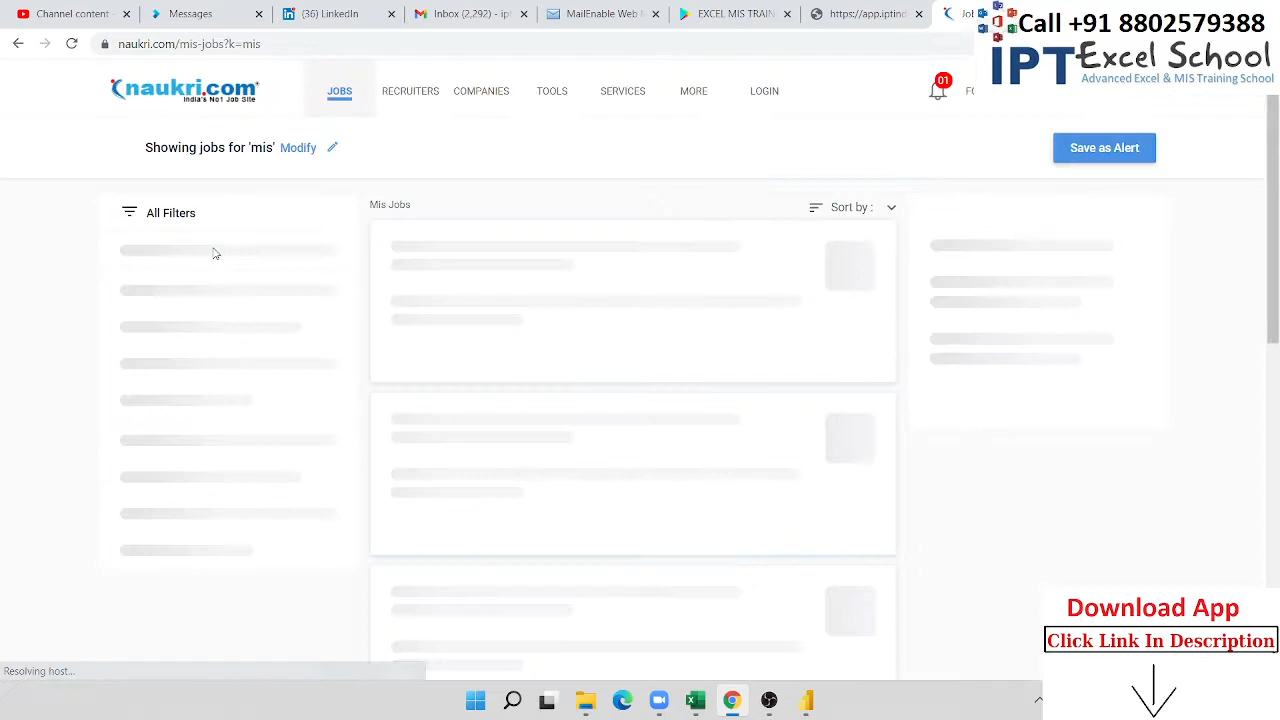 Channel content
Messages
(36) LinkedIn
Inbox (2,292) - ipt
MailEnable Web M
EXCEL MIS TRAIN
https://app.iptind
Call +91 8802579388
IPT Excel School
Advanced Excel & MIS Training School
naukri.com/mis-jobs?k=mis
naukri.com
India's No1 Job Site
JOBS
RECRUITERS
COMPANIES
TOOLS
SERVICES
MORE
LOGIN
01
Showing jobs for 'mis' Modify
Save as Alert
All Filters
Mis Jobs
Sort by :
Download App
Click Link In Description
Resolving host...